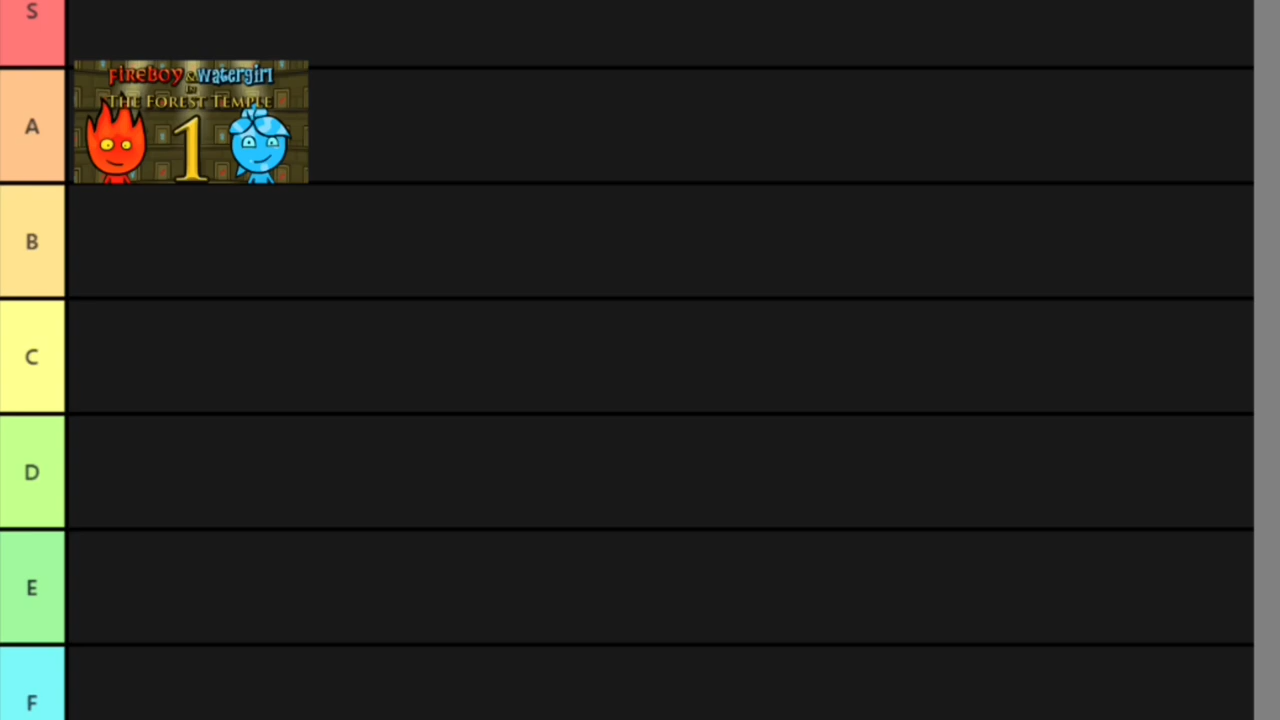 S
FIREBOY & WATERGIRL
IN
THE FOREST TEMPLE
A
1
B
C
D
E
F